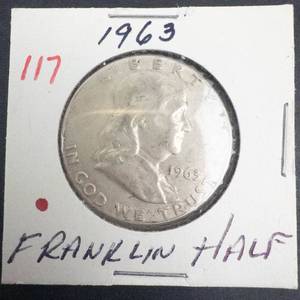 1963
117
LIBERTY
IN GOD WE TRUST
1963
FRANKLIN HALF